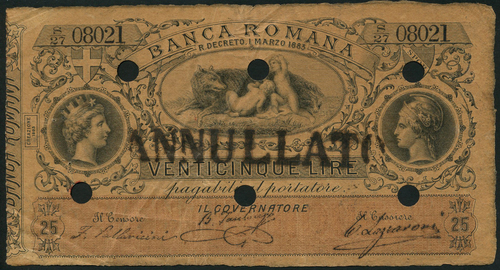 S/27 08021
S/27 08021
BANCA ROMANA
R. DECRETO, 1 MARZO 1883
ANNULLATO
VENTICINQUE LIRE
pagabili al portatore
IL GOVERNATORE
Il Censore
Il Cassiere
25
25